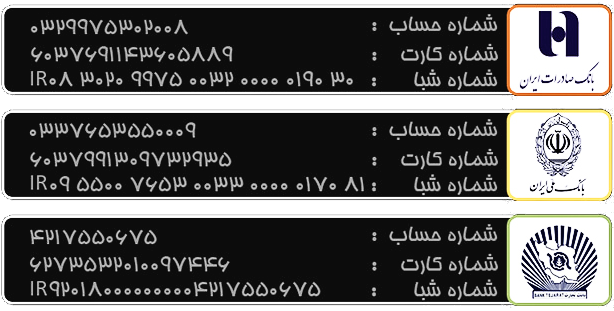 شماره حساب : ۰۳۲۹۹۷۵۳۰۲۰۰۸
شماره کارت : ۶۰۳۷۶۹۱۱۴۳۶۰۵۸۸۹
شماره شبا : IR۰۸ ۳۰۲۰ ۹۹۷۵ ۰۰۳۲ ۰۰۰۰ ۰۱۹۰ ۳۰
بانک صادرات ایران
شماره حساب : ۰۳۳۷۶۵۳۵۵۰۰۰۹
شماره کارت : ۶۰۳۷۹۹۱۳۰۹۷۳۲۹۳۵
شماره شبا : IR۰۹ ۵۵۰۰ ۷۶۵۳ ۰۰۳۳ ۰۰۰۰ ۰۱۷۰ ۸۱
بانک ملی ایران
شماره حساب : ۴۲۱۷۵۵۰۶۷۵
شماره کارت : ۶۲۷۳۵۳۲۰۱۰۰۹۷۴۴۶
شماره شبا : IR۹۲۰۱۸۰۰۰۰۰۰۰۰۰۰۴۲۱۷۵۵۰۶۷۵